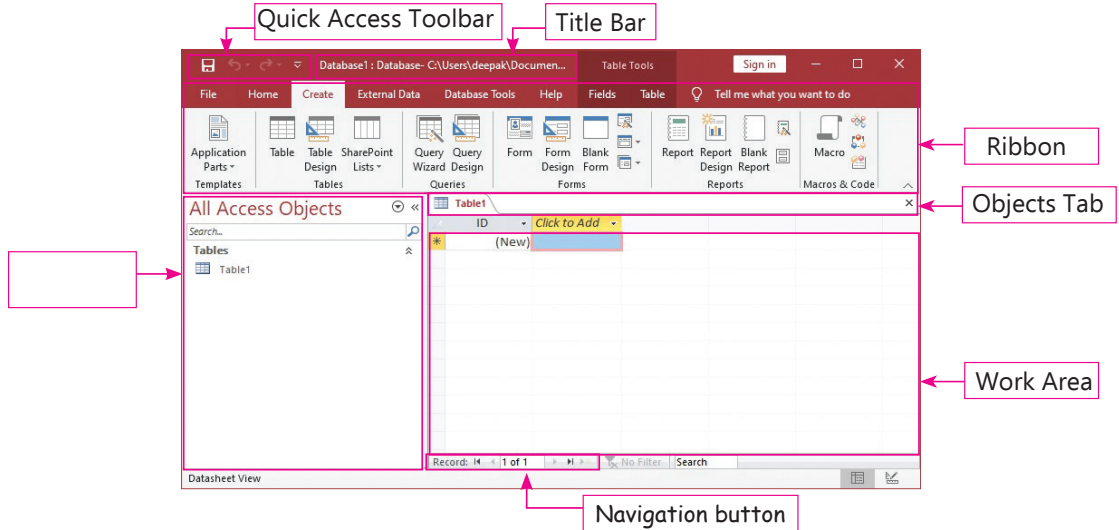 Quick Access Toolbar
Title Bar
Database1 : Database- C:\Users\deepak\Documen...
Table Tools
Sign in
File Home Create External Data Database Tools Help Fields Table Tell me what you want to do
Application Parts
Table
Table Design
SharePoint Lists
Query Wizard
Query Design
Form
Form Design
Blank Form
Report
Report Design
Blank Report
Macro
Templates Tables Queries Forms Reports Macros & Code
Ribbon
All Access Objects
Table1
Objects Tab
Search...
ID Click to Add
Tables
(New)
Table1
Work Area
Record: 1 of 1 No Filter Search
Datasheet View
Navigation button